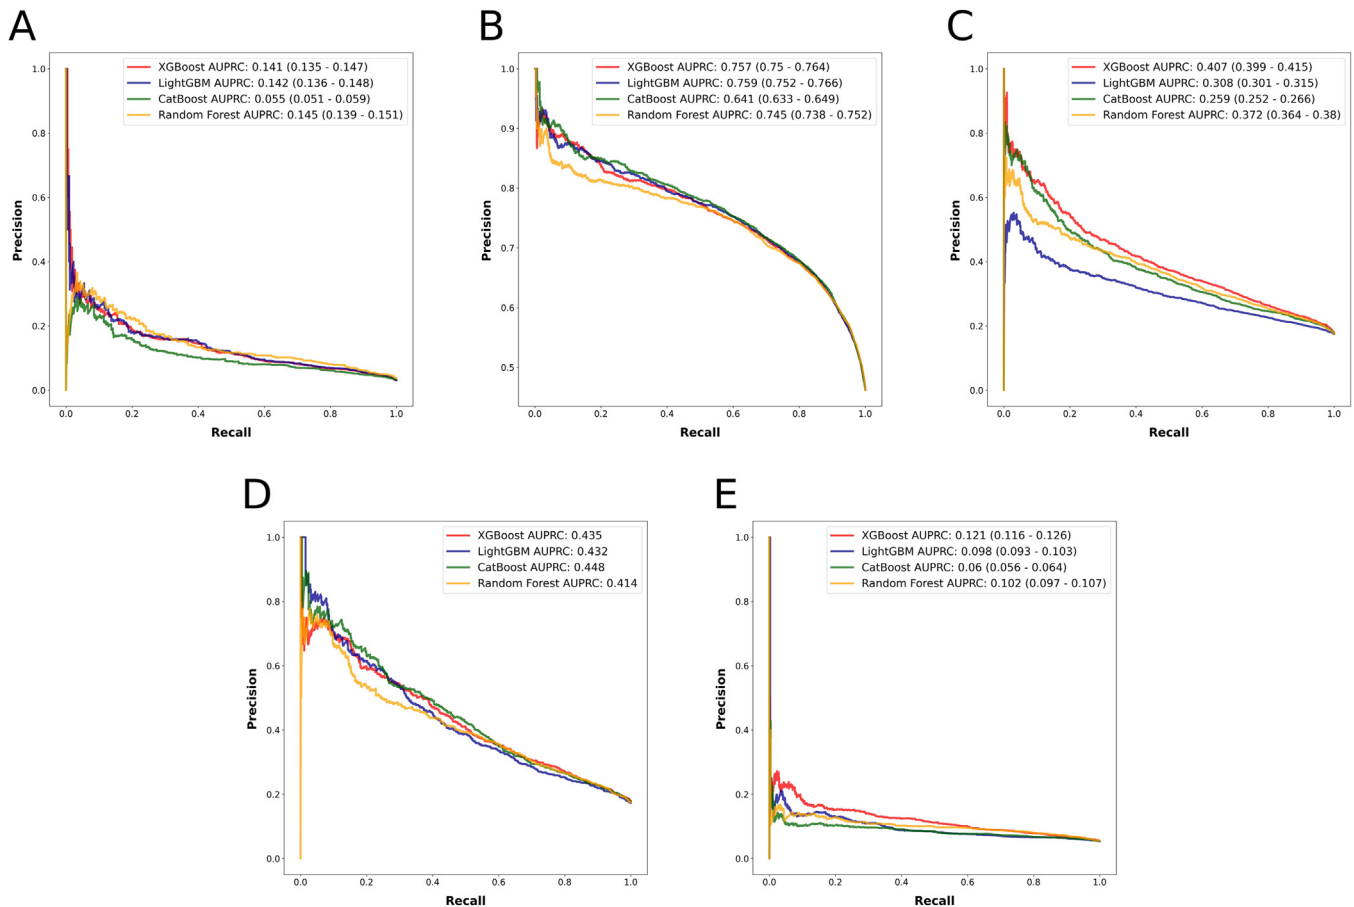 A
XGBoost AUPRC: 0.141 (0.135 - 0.147)
LightGBM AUPRC: 0.142 (0.136 - 0.148)
CatBoost AUPRC: 0.055 (0.051 - 0.059)
Random Forest AUPRC: 0.145 (0.139 - 0.151)
1.0
0.8
0.6
0.4
0.2
0.0
Precision
0.0 0.2 0.4 0.6 0.8 1.0
Recall
B
XGBoost AUPRC: 0.757 (0.75 - 0.764)
LightGBM AUPRC: 0.759 (0.752 - 0.766)
CatBoost AUPRC: 0.641 (0.633 - 0.649)
Random Forest AUPRC: 0.745 (0.738 - 0.752)
1.0
0.9
0.8
0.7
0.6
0.5
Precision
0.0 0.2 0.4 0.6 0.8 1.0
Recall
C
XGBoost AUPRC: 0.407 (0.399 - 0.415)
LightGBM AUPRC: 0.308 (0.301 - 0.315)
CatBoost AUPRC: 0.259 (0.252 - 0.266)
Random Forest AUPRC: 0.372 (0.364 - 0.38)
1.0
0.8
0.6
0.4
0.2
0.0
Precision
0.0 0.2 0.4 0.6 0.8 1.0
Recall
D
XGBoost AUPRC: 0.435
LightGBM AUPRC: 0.432
CatBoost AUPRC: 0.448
Random Forest AUPRC: 0.414
1.0
0.8
0.6
0.4
0.2
0.0
Precision
0.0 0.2 0.4 0.6 0.8 1.0
Recall
E
XGBoost AUPRC: 0.121 (0.116 - 0.126)
LightGBM AUPRC: 0.098 (0.093 - 0.103)
CatBoost AUPRC: 0.06 (0.056 - 0.064)
Random Forest AUPRC: 0.102 (0.097 - 0.107)
1.0
0.8
0.6
0.4
0.2
0.0
Precision
0.0 0.2 0.4 0.6 0.8 1.0
Recall